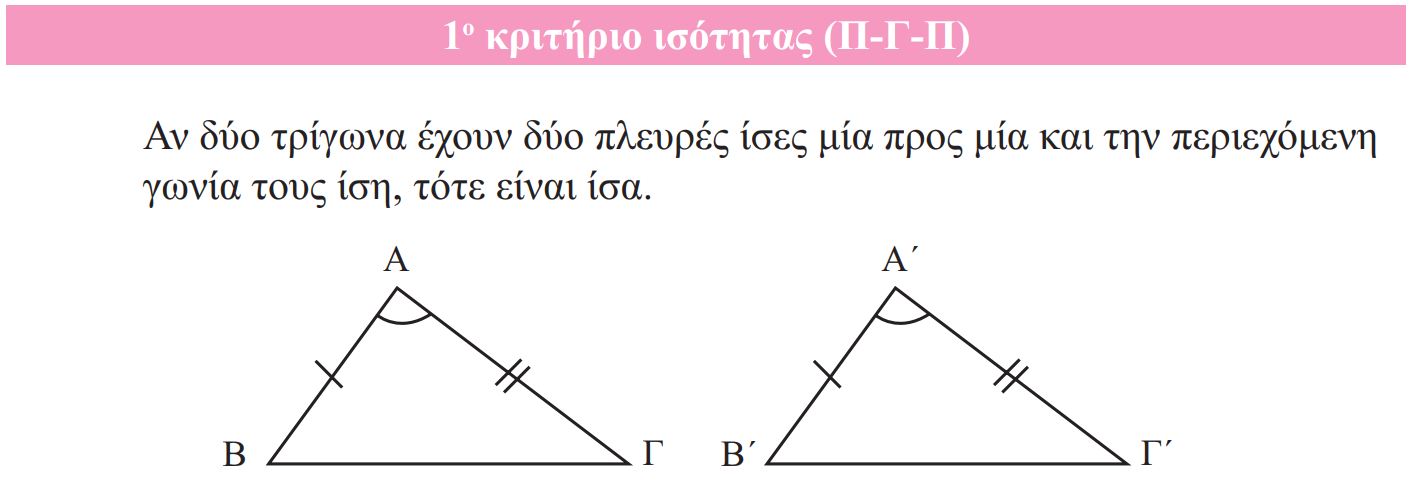 1ο κριτήριο ισότητας (Π-Γ-Π)
Αν δύο τρίγωνα έχουν δύο πλευρές ίσες μία προς μία και την περιεχόμενη
γωνία τους ίση, τότε είναι ίσα.
Α Α΄
Β Γ Β΄ Γ΄